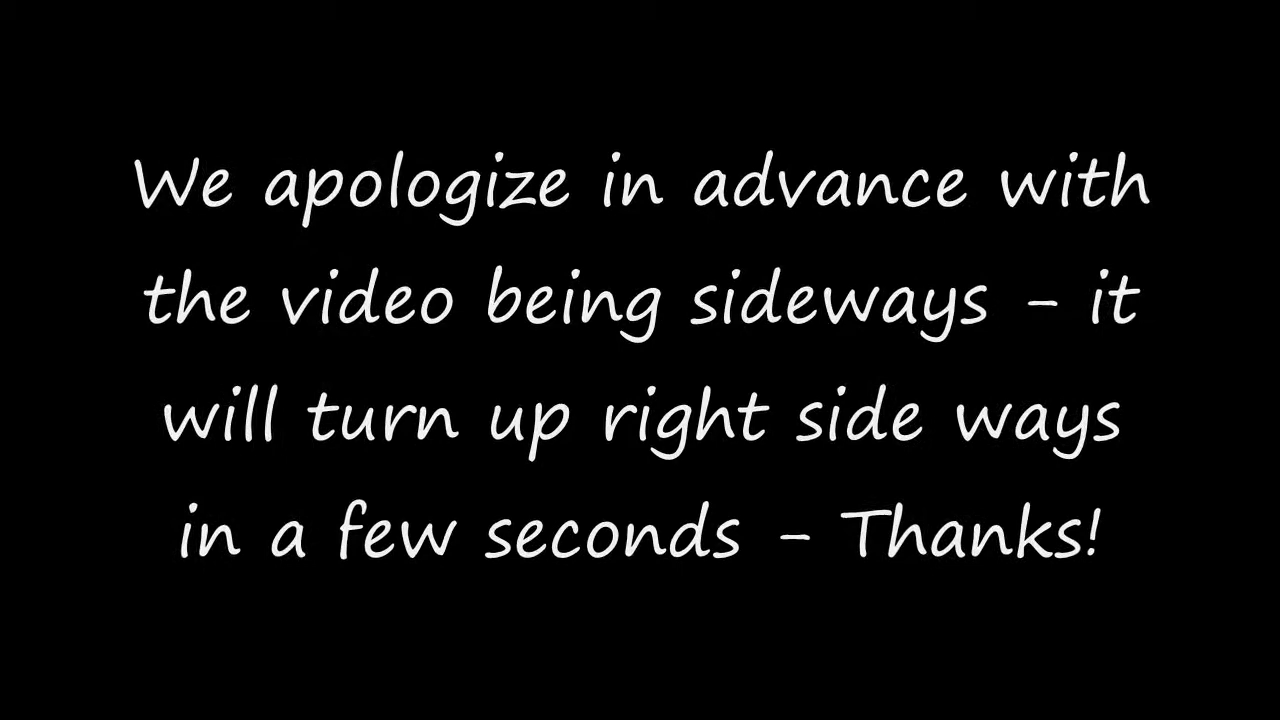 We apologize in advance with
the video being sideways - it
will turn up right side ways
in a few seconds - Thanks!